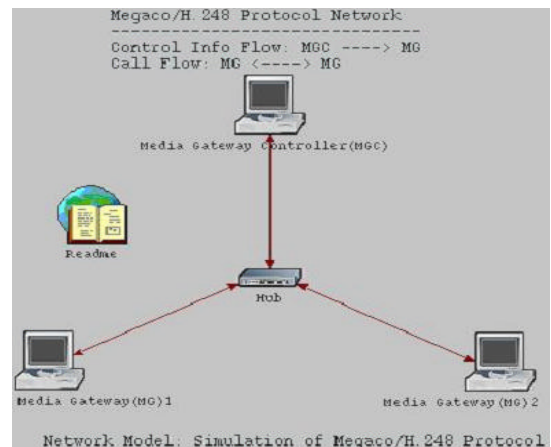 Megaco/H.248 Protocol Network
-------------------------------
Control Info Flow: MGC ----> MG
Call Flow: MG <----> MG
Media Gateway Controller(MGC)
Readme
Hub
Media Gateway(MG)1
Media Gateway(MG)2
Network Model: Simulation of Megaco/H.248 Protocol